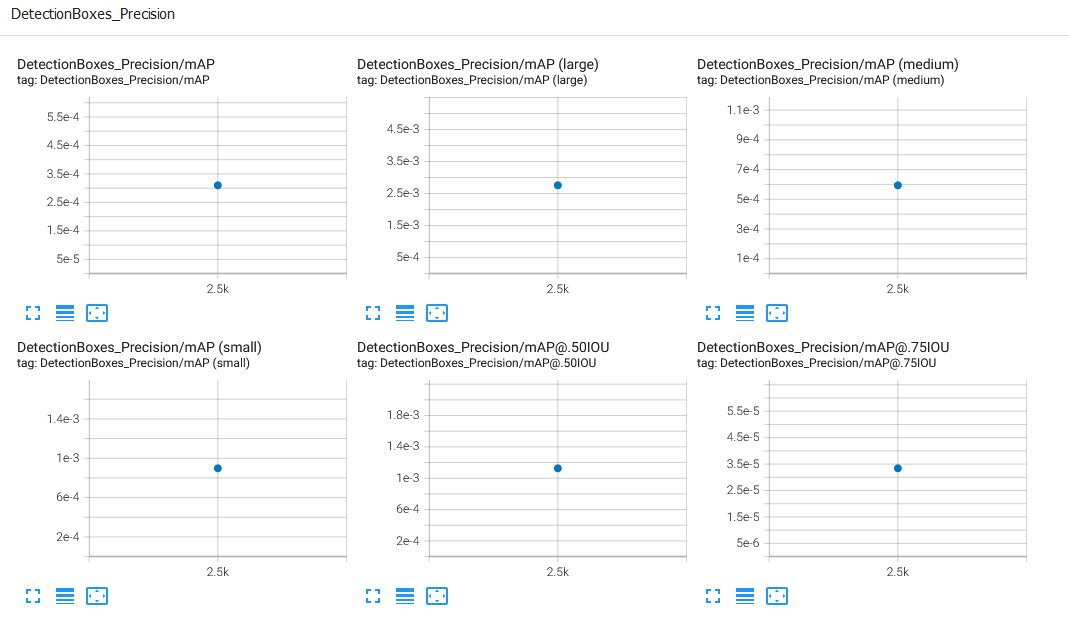 DetectionBoxes_Precision
DetectionBoxes_Precision/mAP
tag: DetectionBoxes_Precision/mAP
5.5e-4
4.5e-4
3.5e-4
2.5e-4
1.5e-4
5e-5
2.5k
DetectionBoxes_Precision/mAP (large)
tag: DetectionBoxes_Precision/mAP (large)
4.5e-3
3.5e-3
2.5e-3
1.5e-3
5e-4
2.5k
DetectionBoxes_Precision/mAP (medium)
tag: DetectionBoxes_Precision/mAP (medium)
1.1e-3
9e-4
7e-4
5e-4
3e-4
1e-4
2.5k
DetectionBoxes_Precision/mAP (small)
tag: DetectionBoxes_Precision/mAP (small)
1.4e-3
1e-3
6e-4
2e-4
2.5k
DetectionBoxes_Precision/mAP@.50IOU
tag: DetectionBoxes_Precision/mAP@.50IOU
1.8e-3
1.4e-3
1e-3
6e-4
2e-4
2.5k
DetectionBoxes_Precision/mAP@.75IOU
tag: DetectionBoxes_Precision/mAP@.75IOU
5.5e-5
4.5e-5
3.5e-5
2.5e-5
1.5e-5
5e-6
2.5k